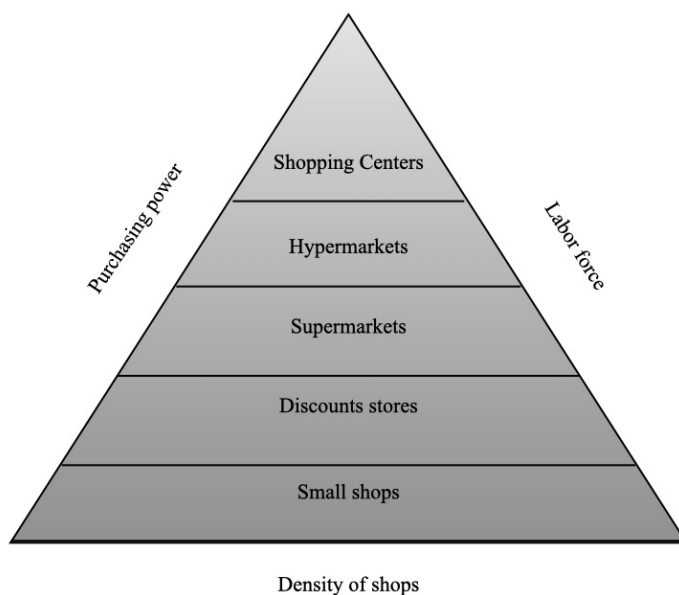 Shopping Centers
Purchasing power
Labor force
Hypermarkets
Supermarkets
Discounts stores
Small shops
Density of shops